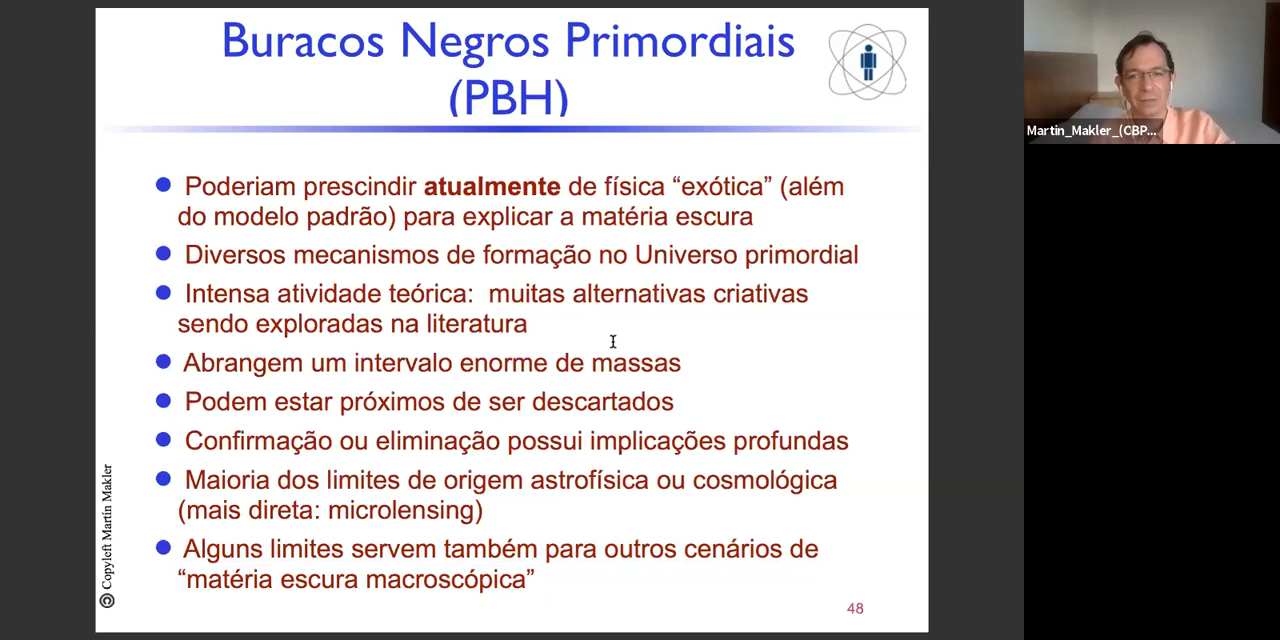 Buracos Negros Primordiais
(PBH)
Poderiam prescindir atualmente de física “exótica” (além
do modelo padrão) para explicar a matéria escura
Diversos mecanismos de formação no Universo primordial
Intensa atividade teórica: muitas alternativas criativas
sendo exploradas na literatura
Abrangem um intervalo enorme de massas
Podem estar próximos de ser descartados
Confirmação ou eliminação possui implicações profundas
Maioria dos limites de origem astrofísica ou cosmológica
(mais direta: microlensing)
Alguns limites servem também para outros cenários de
“matéria escura macroscópica”
Copyleft Martín Makler
48
Martin_Makler_(CBP...